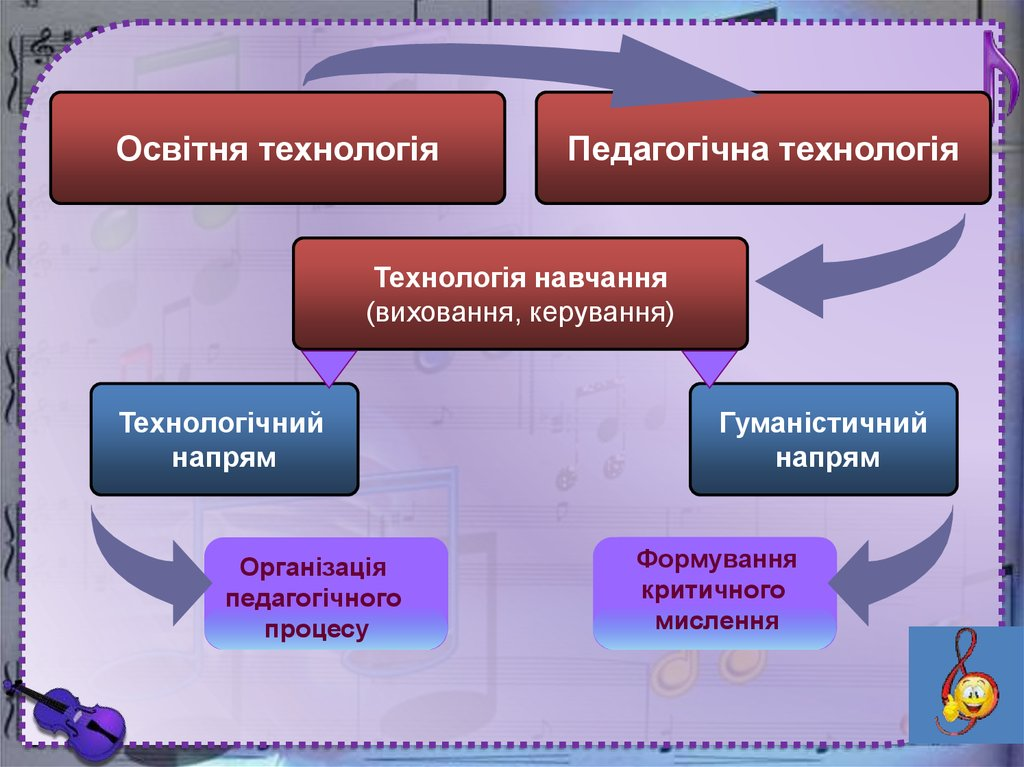 Освітня технологія
Педагогічна технологія
Технологія навчання
(виховання, керування)
Технологічний
напрям
Гуманістичний
напрям
Організація
педагогічного
процесу
Формування
критичного
мислення